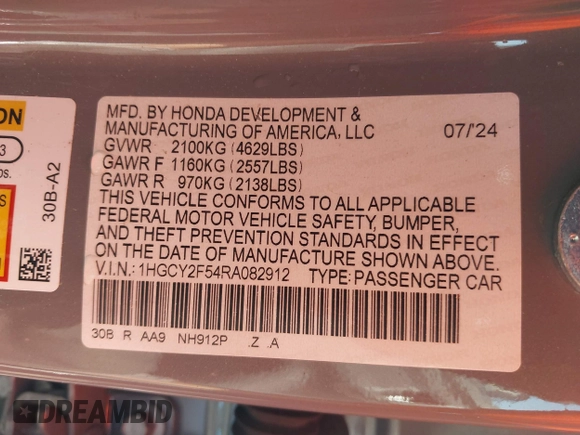 MFD. BY HONDA DEVELOPMENT &
MANUFACTURING OF AMERICA, LLC 07/'24
GVWR 2100KG (4629LBS)
GAWR F 1160KG (2557LBS)
GAWR R 970KG (2138LBS)
THIS VEHICLE CONFORMS TO ALL APPLICABLE
FEDERAL MOTOR VEHICLE SAFETY, BUMPER,
AND THEFT PREVENTION STANDARDS IN EFFECT
ON THE DATE OF MANUFACTURE SHOWN ABOVE.
V.I.N.: 1HGCY2F54RA082912 TYPE: PASSENGER CAR
30B R AA9 NH912P .Z .A
30B-A2
3
DREAMBID